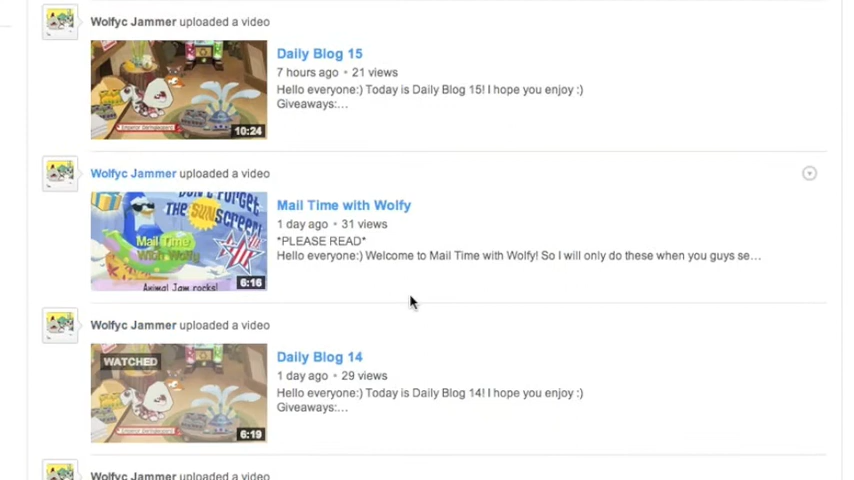 Wolfyc Jammer uploaded a video
Daily Blog 15
7 hours ago • 21 views
Hello everyone:) Today is Daily Blog 15! I hope you enjoy :)
Giveaways:...
10:24
Wolfyc Jammer uploaded a video
Mail Time with Wolfy
DON'T FORGET
THE SUNSCREEN!
Mail Time
With Wolfy
Animal Jam rocks!
6:16
1 day ago • 31 views
*PLEASE READ*
Hello everyone:) Welcome to Mail Time with Wolfy! So I will only do these when you guys se...
Wolfyc Jammer uploaded a video
WATCHED
Daily Blog 14
1 day ago • 29 views
Hello everyone:) Today is Daily Blog 14! I hope you enjoy :)
Giveaways:...
6:19
Wolfyc Jammer uploaded a video